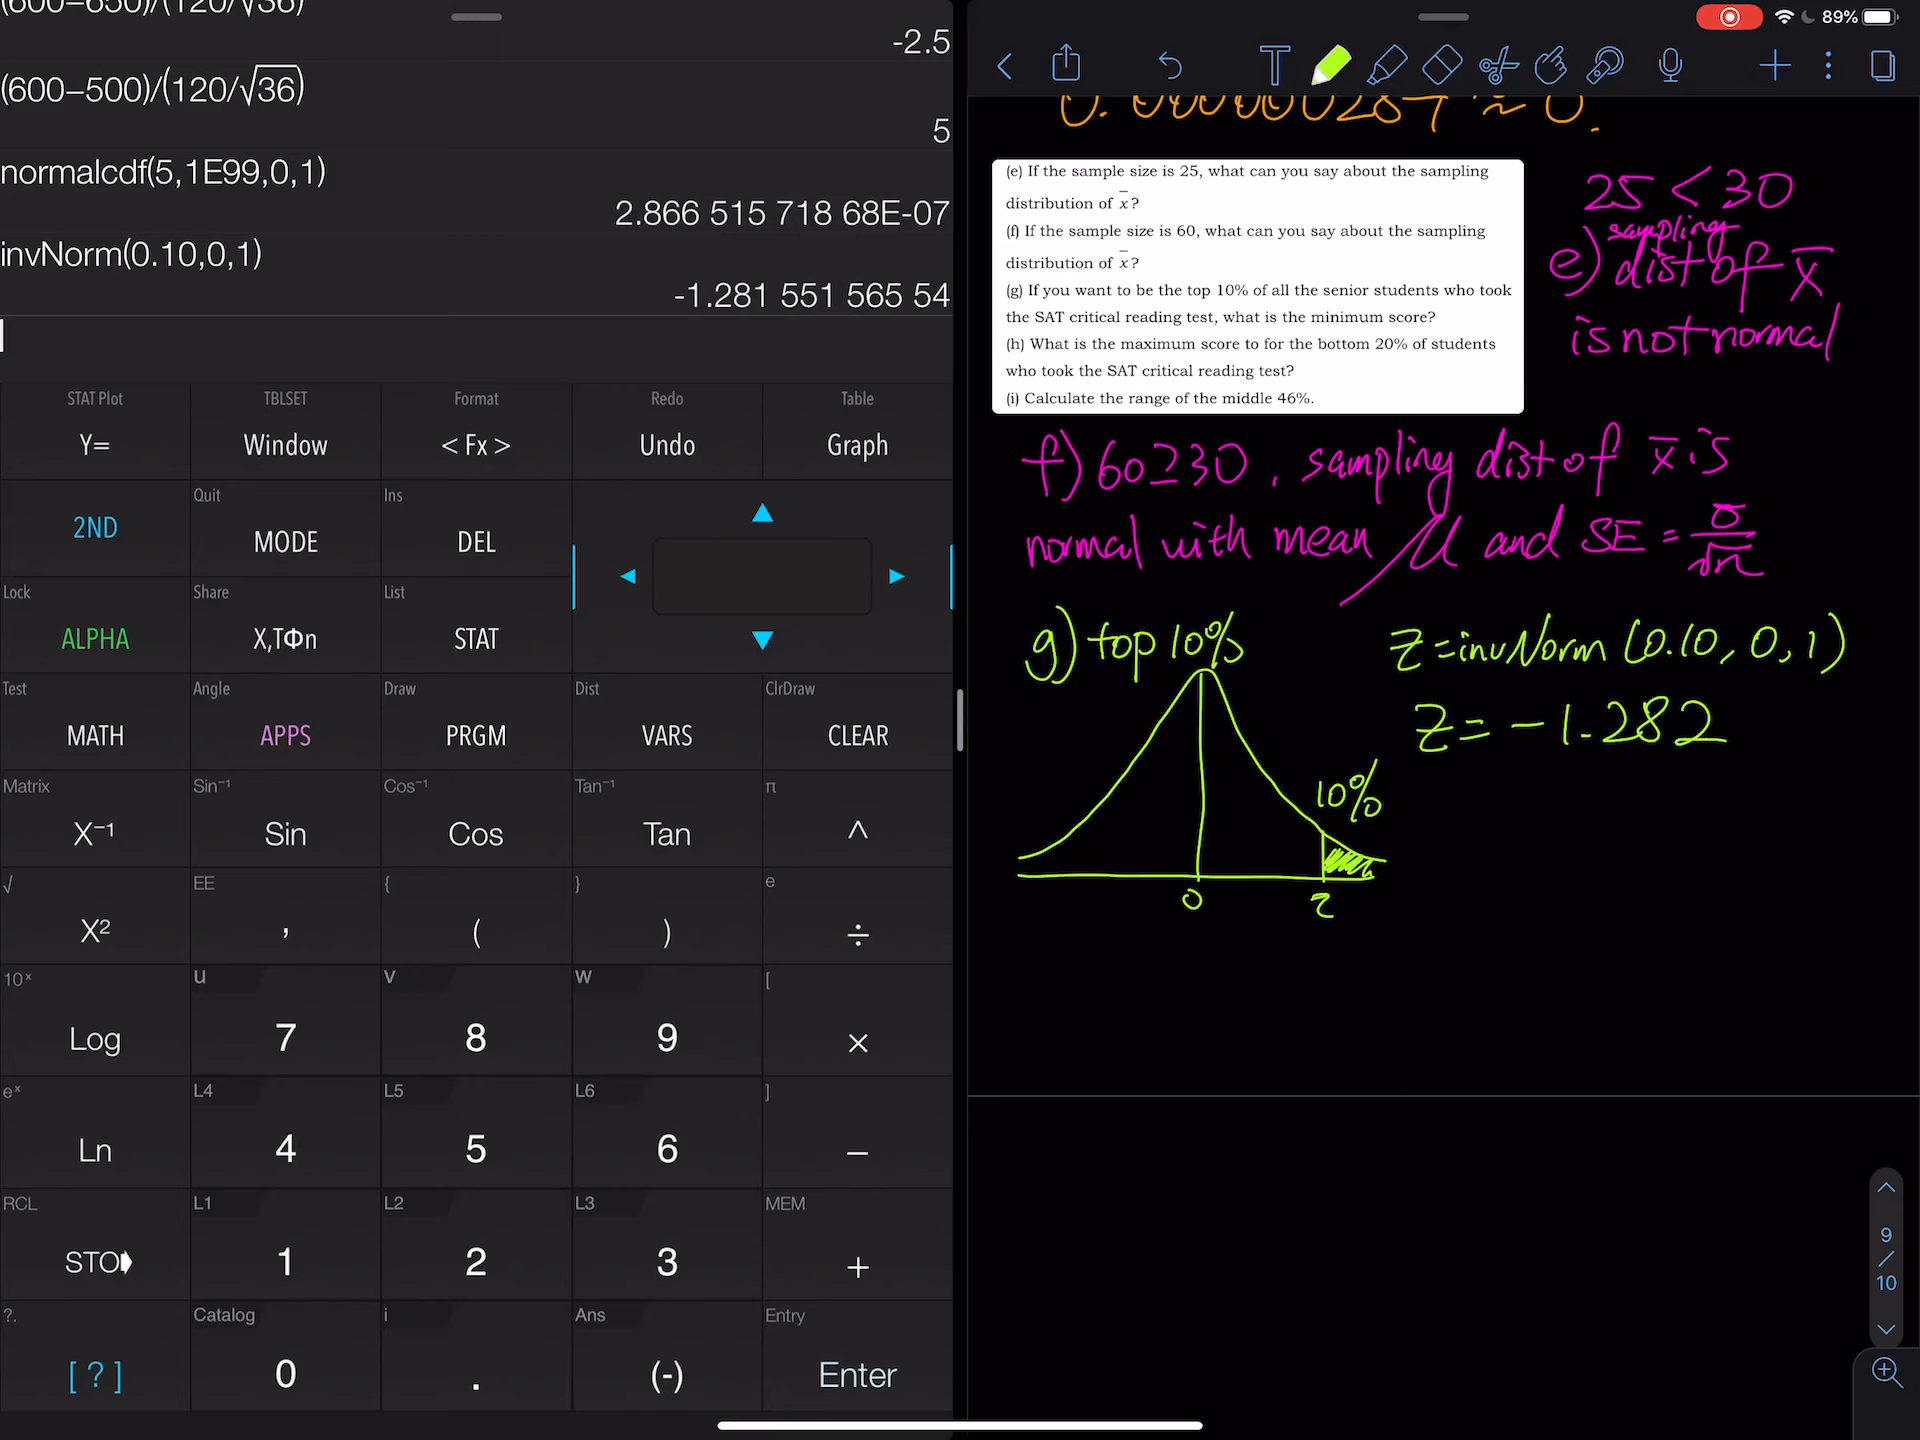 (600−650)/(120/√36)
-2.5
(600−500)/(120/√36)
5
normalcdf(5,1E99,0,1)
2.866 515 718 68E-07
invNorm(0.10,0,1)
-1.281 551 565 54
STAT Plot TBLSET Format Redo Table
Y= Window < Fx > Undo Graph
Quit Ins
2ND MODE DEL
Lock Share List
ALPHA X,TΦn STAT
Test Angle Draw Dist ClrDraw
MATH APPS PRGM VARS CLEAR
Matrix Sin⁻¹ Cos⁻¹ Tan⁻¹ π
X⁻¹ Sin Cos Tan ^
√ EE { } e
X² , ( ) ÷
10ˣ u v w [
Log 7 8 9 ×
eˣ L4 L5 L6 ]
Ln 4 5 6 −
RCL L1 L2 L3 MEM
STO 1 2 3 +
?. Catalog i Ans Entry
[ ? ] 0 . (-) Enter
89%
≈ 0.
(e) If the sample size is 25, what can you say about the sampling
distribution of x̄?
(f) If the sample size is 60, what can you say about the sampling
distribution of x̄?
(g) If you want to be the top 10% of all the senior students who took
the SAT critical reading test, what is the minimum score?
(h) What is the maximum score to for the bottom 20% of students
who took the SAT critical reading test?
(i) Calculate the range of the middle 46%.
25 < 30
sampling
e) dist of x̄
is not normal
f) 60≥30, sampling dist of x̄ is
normal with mean μ and SE = σ/√n
g) top 10%
z=invNorm (0.10, 0, 1)
z= -1.282
10%
0 z
9
/
10